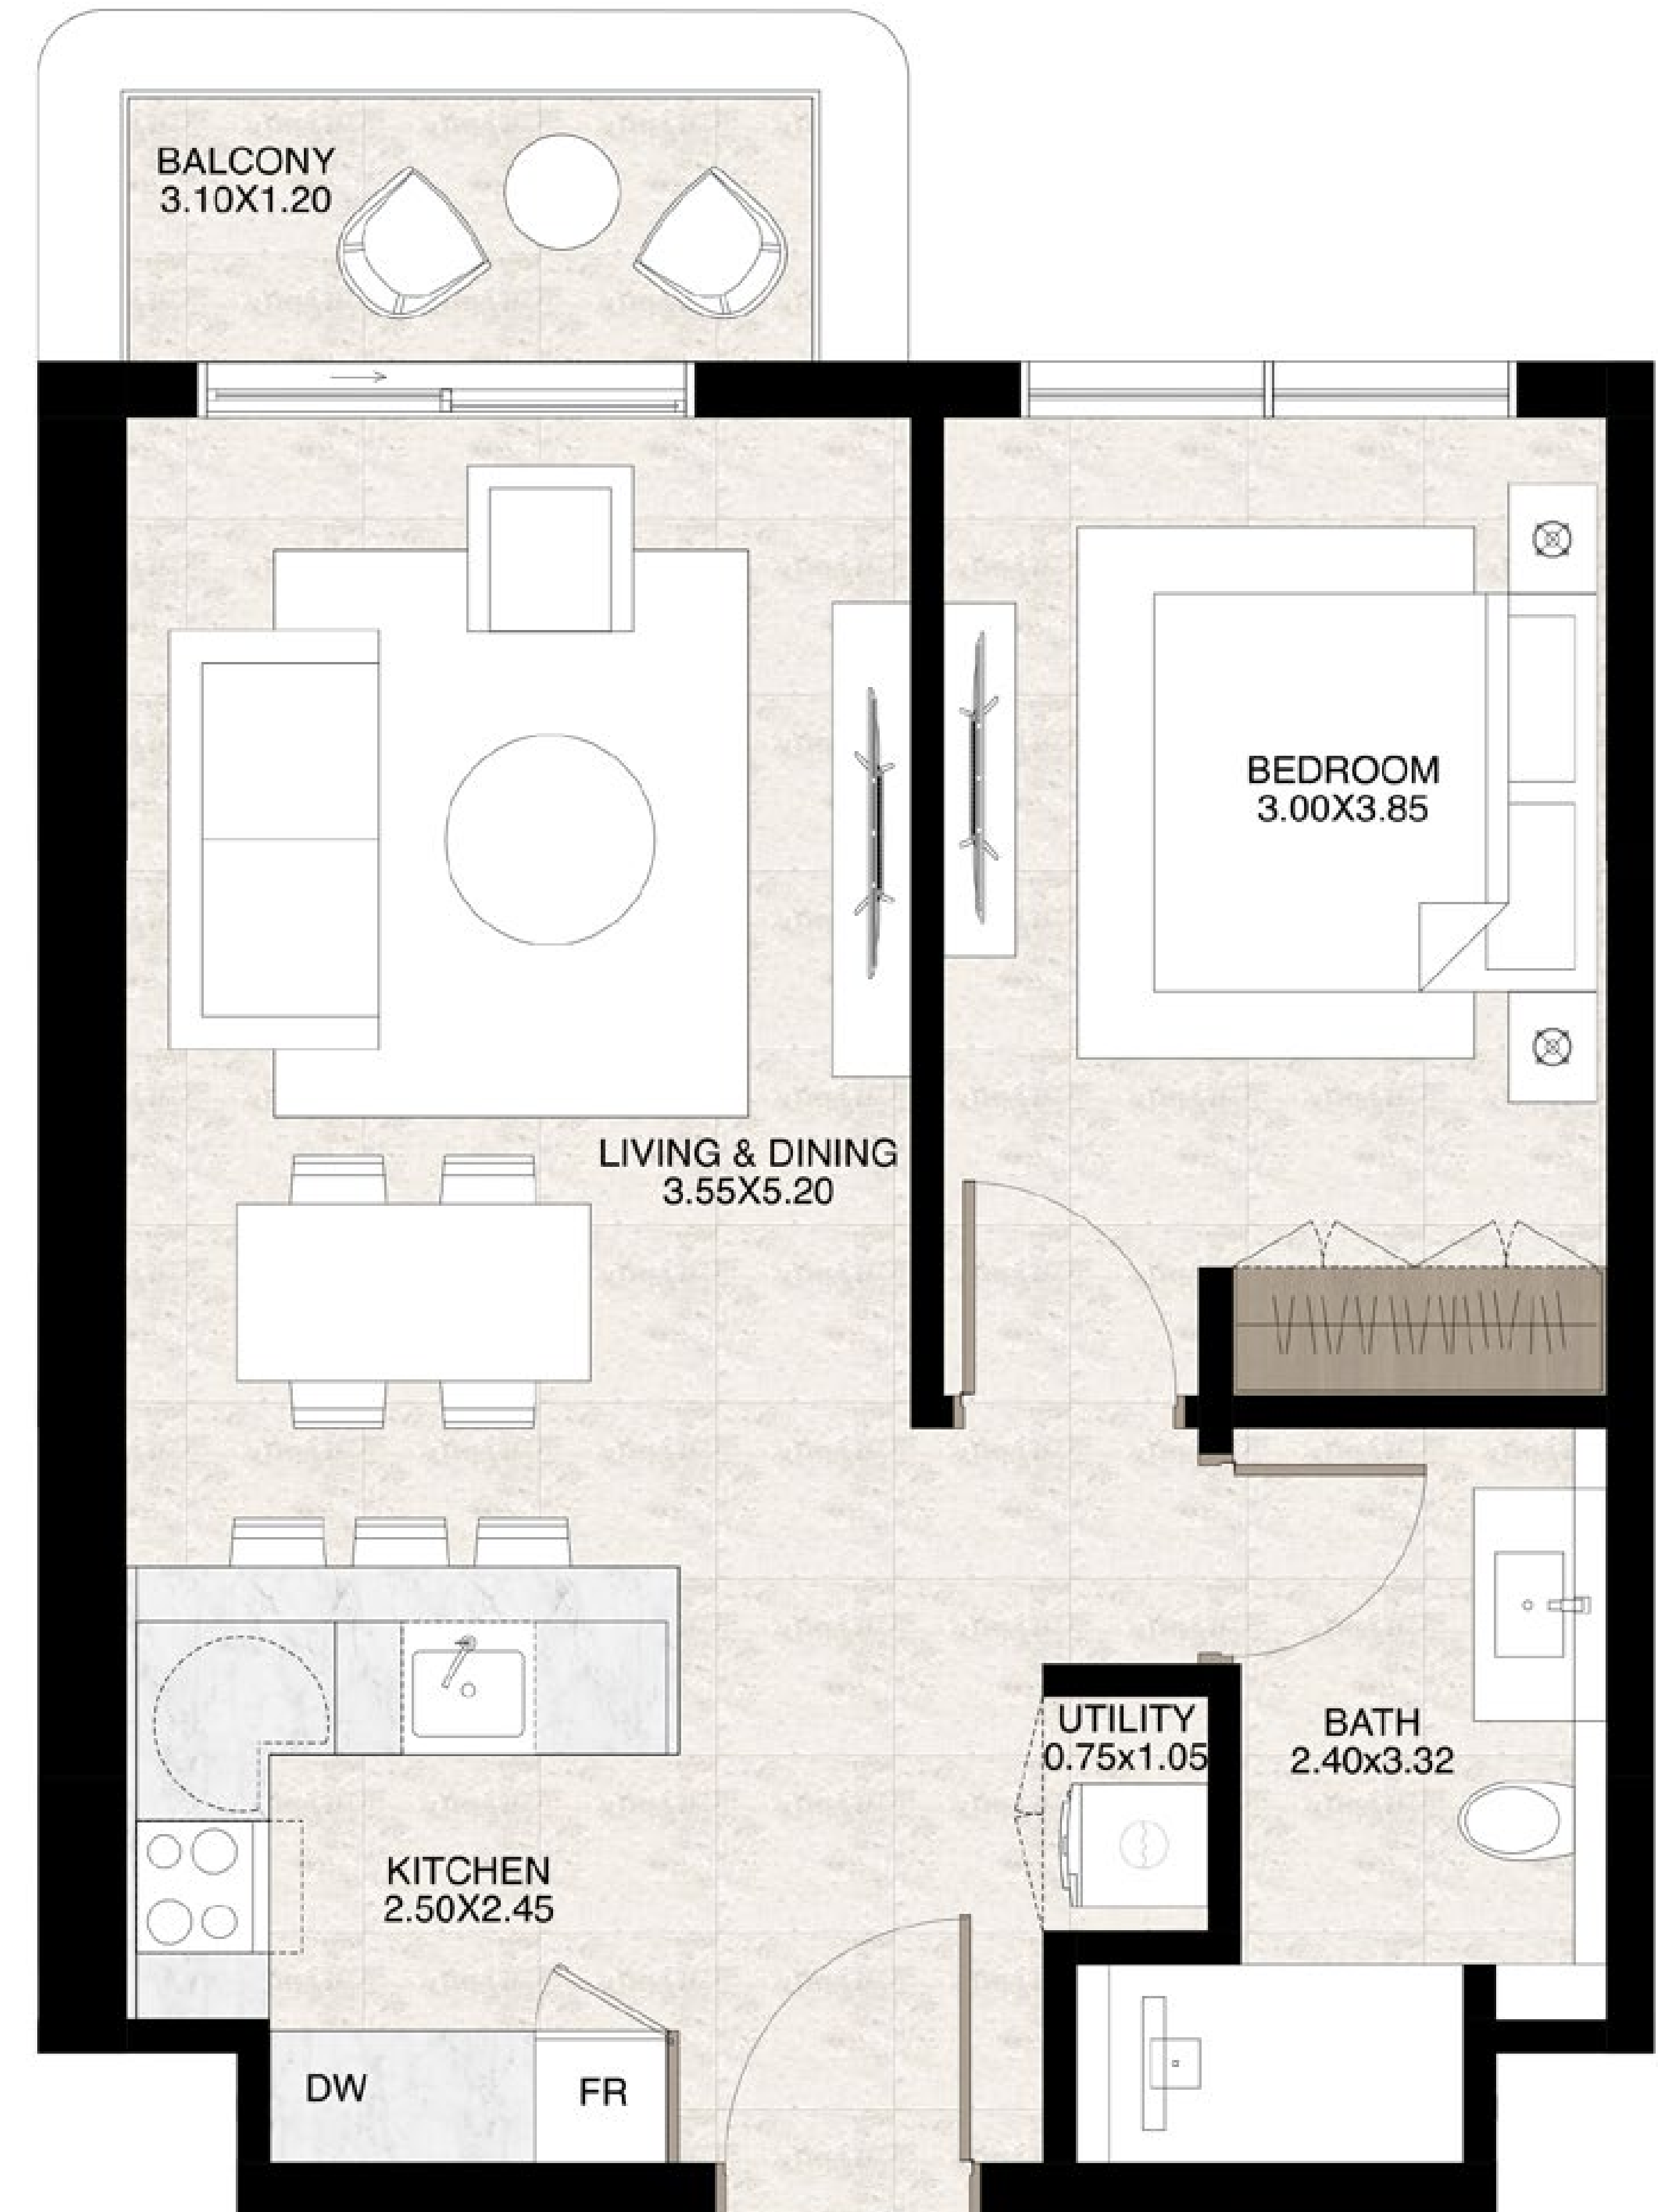 BALCONY
3.10X1.20
BEDROOM
3.00X3.85
LIVING & DINING
3.55X5.20
UTILITY
0.75x1.05
BATH
2.40x3.32
KITCHEN
2.50X2.45
DW
FR